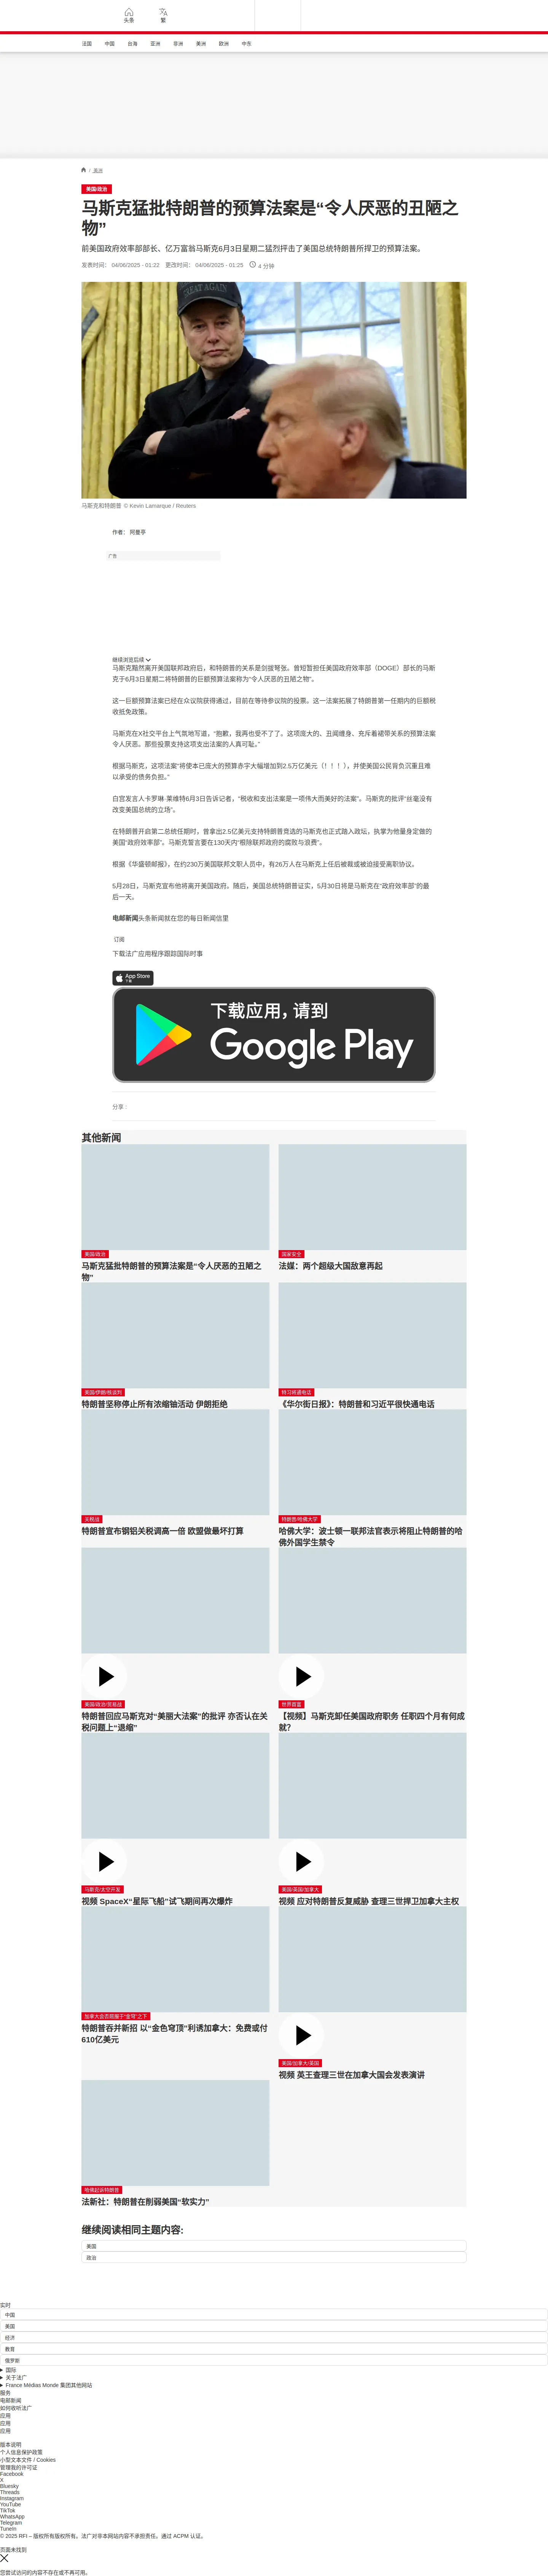 头条
繁
法国
中国
台海
亚洲
非洲
美洲
欧洲
中东
/ 美洲
美国/政治
马斯克猛批特朗普的预算法案是“令人厌恶的丑陋之
物”
前美国政府效率部部长、亿万富翁马斯克6月3日星期二猛烈抨击了美国总统特朗普所捍卫的预算法案。
发表时间： 04/06/2025 - 01:22 更改时间： 04/06/2025 - 01:25 4 分钟
GREAT AGAIN
马斯克和特朗普 © Kevin Lamarque / Reuters
作者： 阿曼亭
广告
继续浏览后续
马斯克黯然离开美国联邦政府后，和特朗普的关系是剑拔弩张。曾短暂担任美国政府效率部（DOGE）部长的马斯
克于6月3日星期二将特朗普的巨额预算法案称为“令人厌恶的丑陋之物”。
这一巨额预算法案已经在众议院获得通过，目前在等待参议院的投票。这一法案拓展了特朗普第一任期内的巨额税
收抵免政策。
马斯克在X社交平台上气氛地写道，“抱歉，我再也受不了了。这项庞大的、丑闻缠身、充斥着裙带关系的预算法案
令人厌恶。那些投票支持这项支出法案的人真可耻。”
根据马斯克，这项法案“将使本已庞大的预算赤字大幅增加到2.5万亿美元（！！！），并使美国公民背负沉重且难
以承受的债务负担。”
白宫发言人卡罗琳·莱维特6月3日告诉记者，“税收和支出法案是一项伟大而美好的法案”。马斯克的批评“丝毫没有
改变美国总统的立场”。
在特朗普开启第二总统任期时，曾拿出2.5亿美元支持特朗普竞选的马斯克也正式踏入政坛，执掌为他量身定做的
美国“政府效率部”。马斯克誓言要在130天内“根除联邦政府的腐败与浪费”。
根据《华盛顿邮报》，在约230万美国联邦文职人员中，有26万人在马斯克上任后被裁或被迫接受离职协议。
5月28日，马斯克宣布他将离开美国政府。随后，美国总统特朗普证实，5月30日将是马斯克在“政府效率部”的最
后一天。
电邮新闻头条新闻就在您的每日新闻信里
订阅
下载法广应用程序跟踪国际时事
App Store
下载
下载应用，请到
Google Play
分享：
其他新闻
美国/政治
马斯克猛批特朗普的预算法案是“令人厌恶的丑陋之
物”
国家安全
法媒：两个超级大国敌意再起
美国/伊朗/核谈判
特朗普坚称停止所有浓缩铀活动 伊朗拒绝
特习将通电话
《华尔街日报》：特朗普和习近平很快通电话
关税战
特朗普宣布钢铝关税调高一倍 欧盟做最坏打算
特朗普/哈佛大学
哈佛大学：波士顿一联邦法官表示将阻止特朗普的哈
佛外国学生禁令
美国/政治/贸易战
特朗普回应马斯克对“美丽大法案”的批评 亦否认在关
税问题上“退缩”
世界首富
【视频】马斯克卸任美国政府职务 任职四个月有何成
就？
马斯克/太空开发
视频 SpaceX“星际飞船”试飞期间再次爆炸
美国/英国/加拿大
视频 应对特朗普反复威胁 查理三世捍卫加拿大主权
加拿大会否屈服于“金穹”之下
特朗普吞并新招 以“金色穹顶”利诱加拿大：免费或付
610亿美元
美国/加拿大/英国
视频 英王查理三世在加拿大国会发表演讲
哈佛起诉特朗普
法新社：特朗普在削弱美国“软实力”
继续阅读相同主题内容:
美国
政治
实时
中国
美国
经济
教育
俄罗斯
国际
关于法广
France Médias Monde 集团其他网站
服务
电邮新闻
如何收听法广
应用
应用
应用
版本说明
个人信息保护政策
小型文本文件 / Cookies
管理我的许可证
Facebook
X
Bluesky
Threads
Instagram
YouTube
TikTok
WhatsApp
Telegram
TuneIn
© 2025 RFI – 版权所有版权所有。法广对非本网站内容不承担责任。通过 ACPM 认证。
页面未找到
您尝试访问的内容不存在或不再可用。